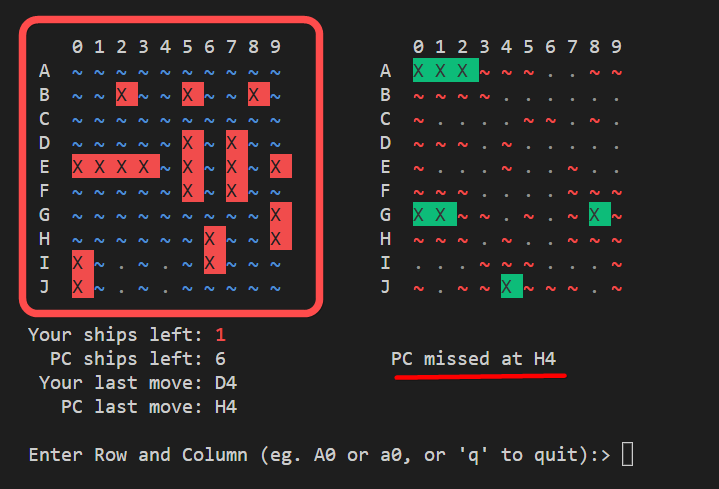 0 1 2 3 4 5 6 7 8 9 0 1 2 3 4 5 6 7 8 9
A ~ ~ ~ ~ ~ ~ ~ ~ ~ ~ A X X X ~ ~ ~ . . ~ ~
B ~ ~ X ~ ~ X ~ ~ X ~ B ~ ~ ~ ~ . . . . . .
C ~ ~ ~ ~ ~ ~ ~ ~ ~ ~ C ~ . . . . ~ ~ . ~ .
D ~ ~ ~ ~ ~ X ~ X ~ ~ D ~ ~ ~ . ~ . . . . .
E X X X X ~ X ~ X ~ X E ~ . . . ~ . . ~ . .
F ~ ~ ~ ~ ~ X ~ X ~ ~ F ~ ~ ~ . . . . ~ ~ ~
G ~ ~ ~ ~ ~ ~ ~ ~ ~ X G X X ~ ~ . ~ . ~ X ~
H ~ ~ ~ ~ ~ ~ X ~ ~ X H ~ ~ ~ . ~ . . ~ ~ ~
I X ~ . ~ . ~ X ~ ~ ~ I . . . ~ ~ ~ . . . ~
J X ~ . ~ . ~ ~ ~ ~ ~ J ~ . ~ ~ X ~ ~ ~ . ~
Your ships left: 1
PC ships left: 6 PC missed at H4
Your last move: D4
PC last move: H4
Enter Row and Column (eg. A0 or a0, or 'q' to quit):>